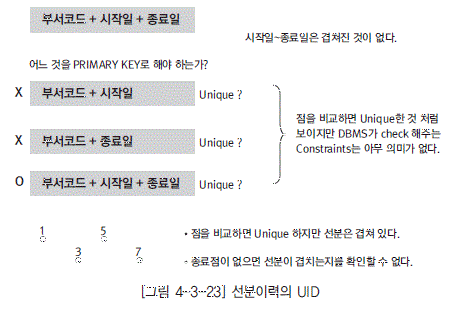 부서코드 + 시작일 + 종료일
시작일~종료일은 겹쳐진 것이 없다.
어느 것을 PRIMARY KEY로 해야 하는가?
X 부서코드 + 시작일 Unique ?
X 부서코드 + 종료일 Unique ?
O 부서코드 + 시작일 + 종료일 Unique ?
점을 비교하면 Unique한 것 처럼
보이지만 DBMS가 check 해주는
Constraints는 아무 의미가 없다.
1 5
3 7
• 점을 비교하면 Unique 하지만 선분은 겹쳐 있다.
• 종료점이 없으면 선분이 겹치는지를 확인할 수 없다.
[그림 4-3-23] 선분이력의 UID